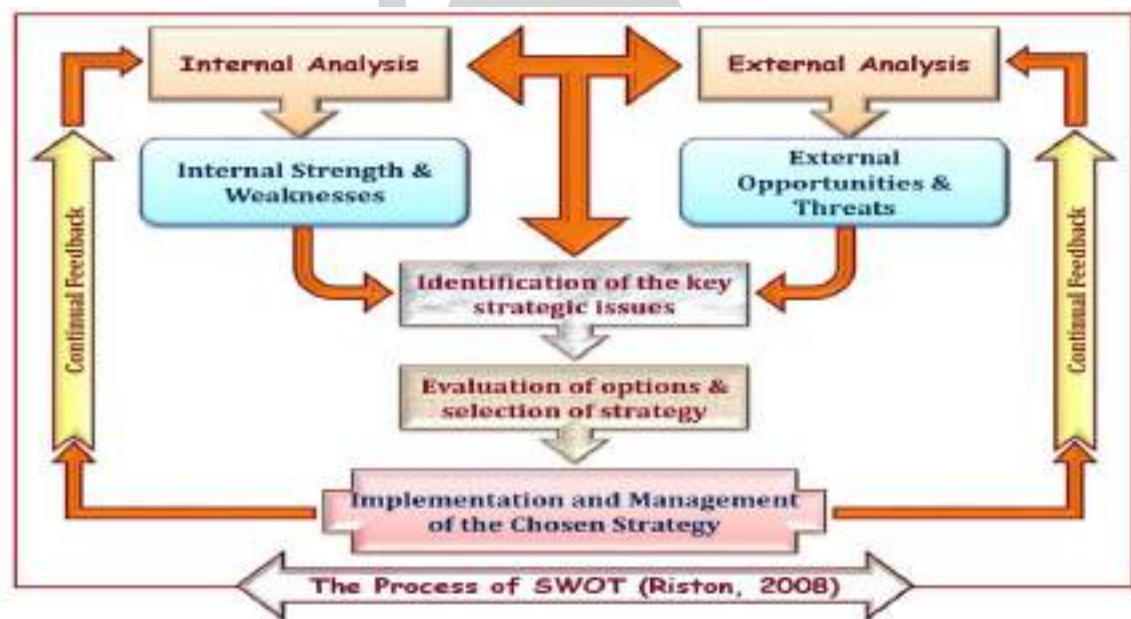 Internal Analysis
External Analysis
Internal Strength &
Weaknesses
External
Opportunities &
Threats
Continual Feedback
Continual Feedback
Identification of the key
strategic issues
Evaluation of options &
selection of strategy
Implementation and Management
of the Chosen Strategy
The Process of SWOT (Riston, 2008)